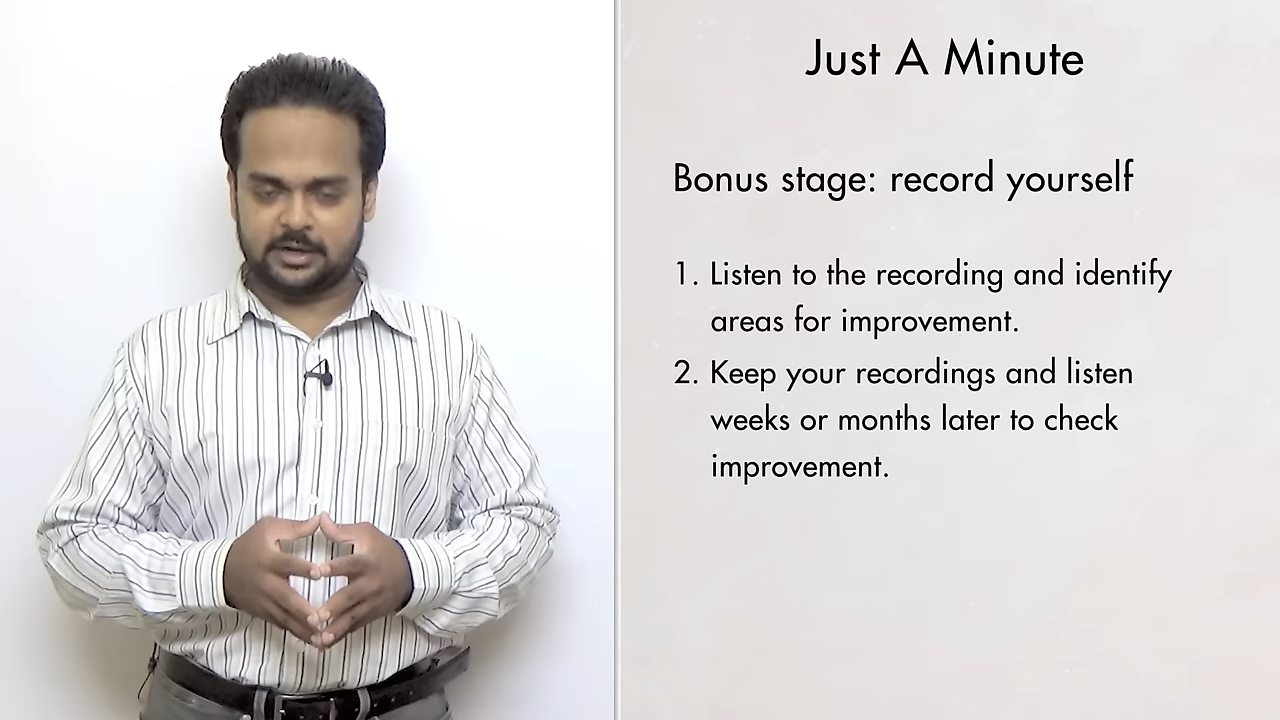 Just A Minute
Bonus stage: record yourself
1. Listen to the recording and identify
areas for improvement.
2. Keep your recordings and listen
weeks or months later to check
improvement.